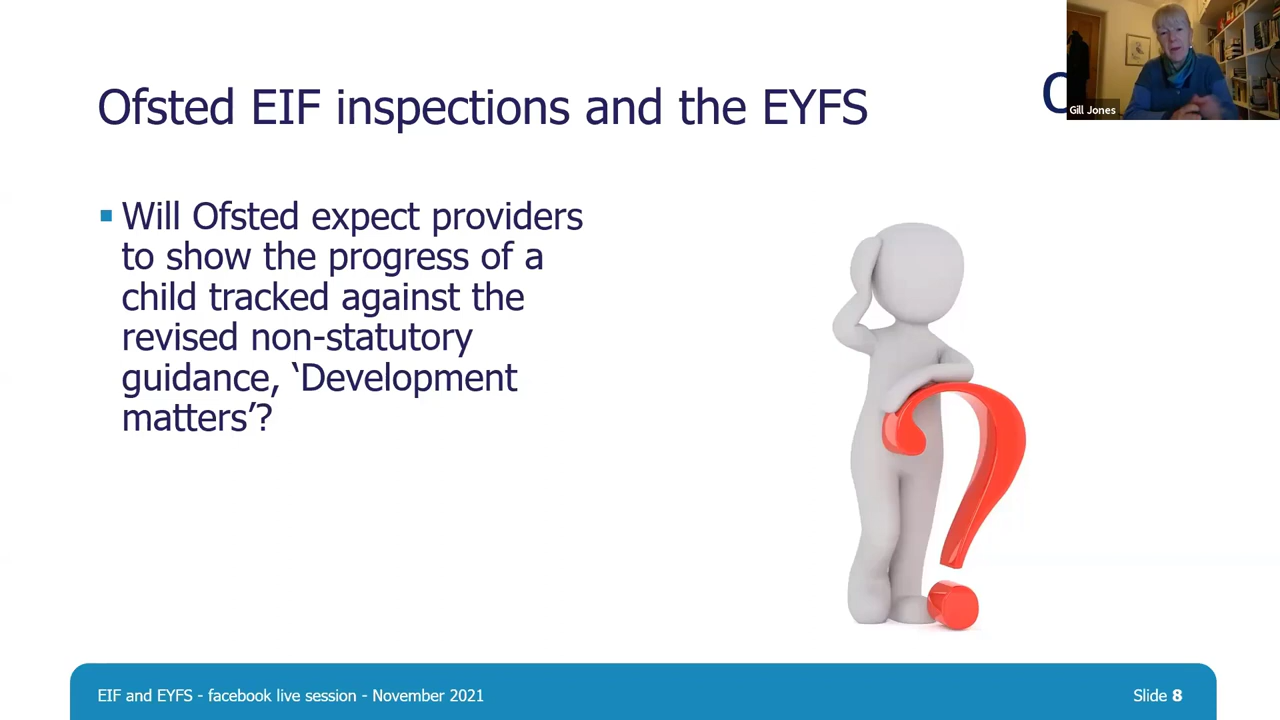 Ofsted EIF inspections and the EYFS
Gill Jones
Will Ofsted expect providers
to show the progress of a
child tracked against the
revised non-statutory
guidance, ‘Development
matters’?
EIF and EYFS - facebook live session - November 2021
Slide 8